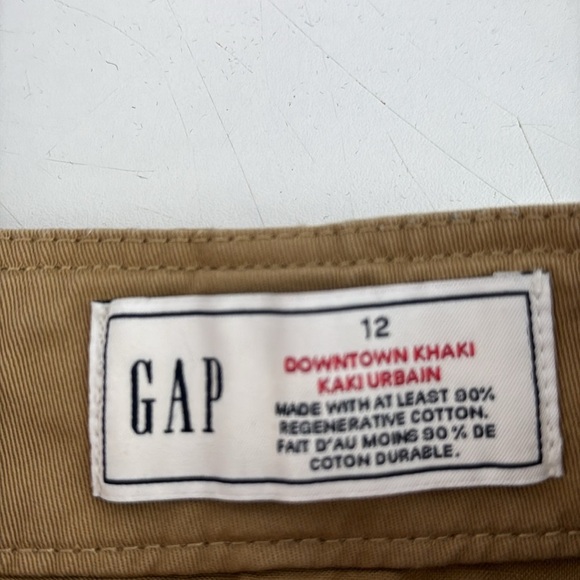 GAP
12
DOWNTOWN KHAKI
KAKI URBAIN
MADE WITH AT LEAST 90%
REGENERATIVE COTTON.
FAIT D'AU MOINS 90 % DE
COTON DURABLE.